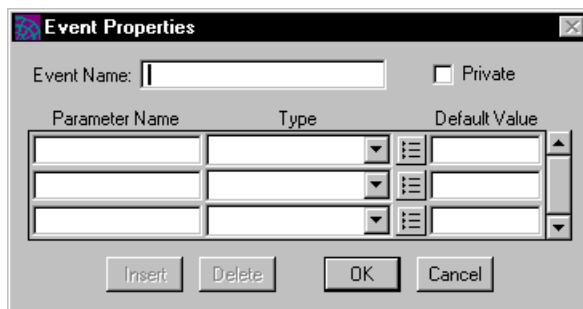 Event Properties
Event Name:
Private
Parameter Name Type Default Value
Insert Delete OK Cancel